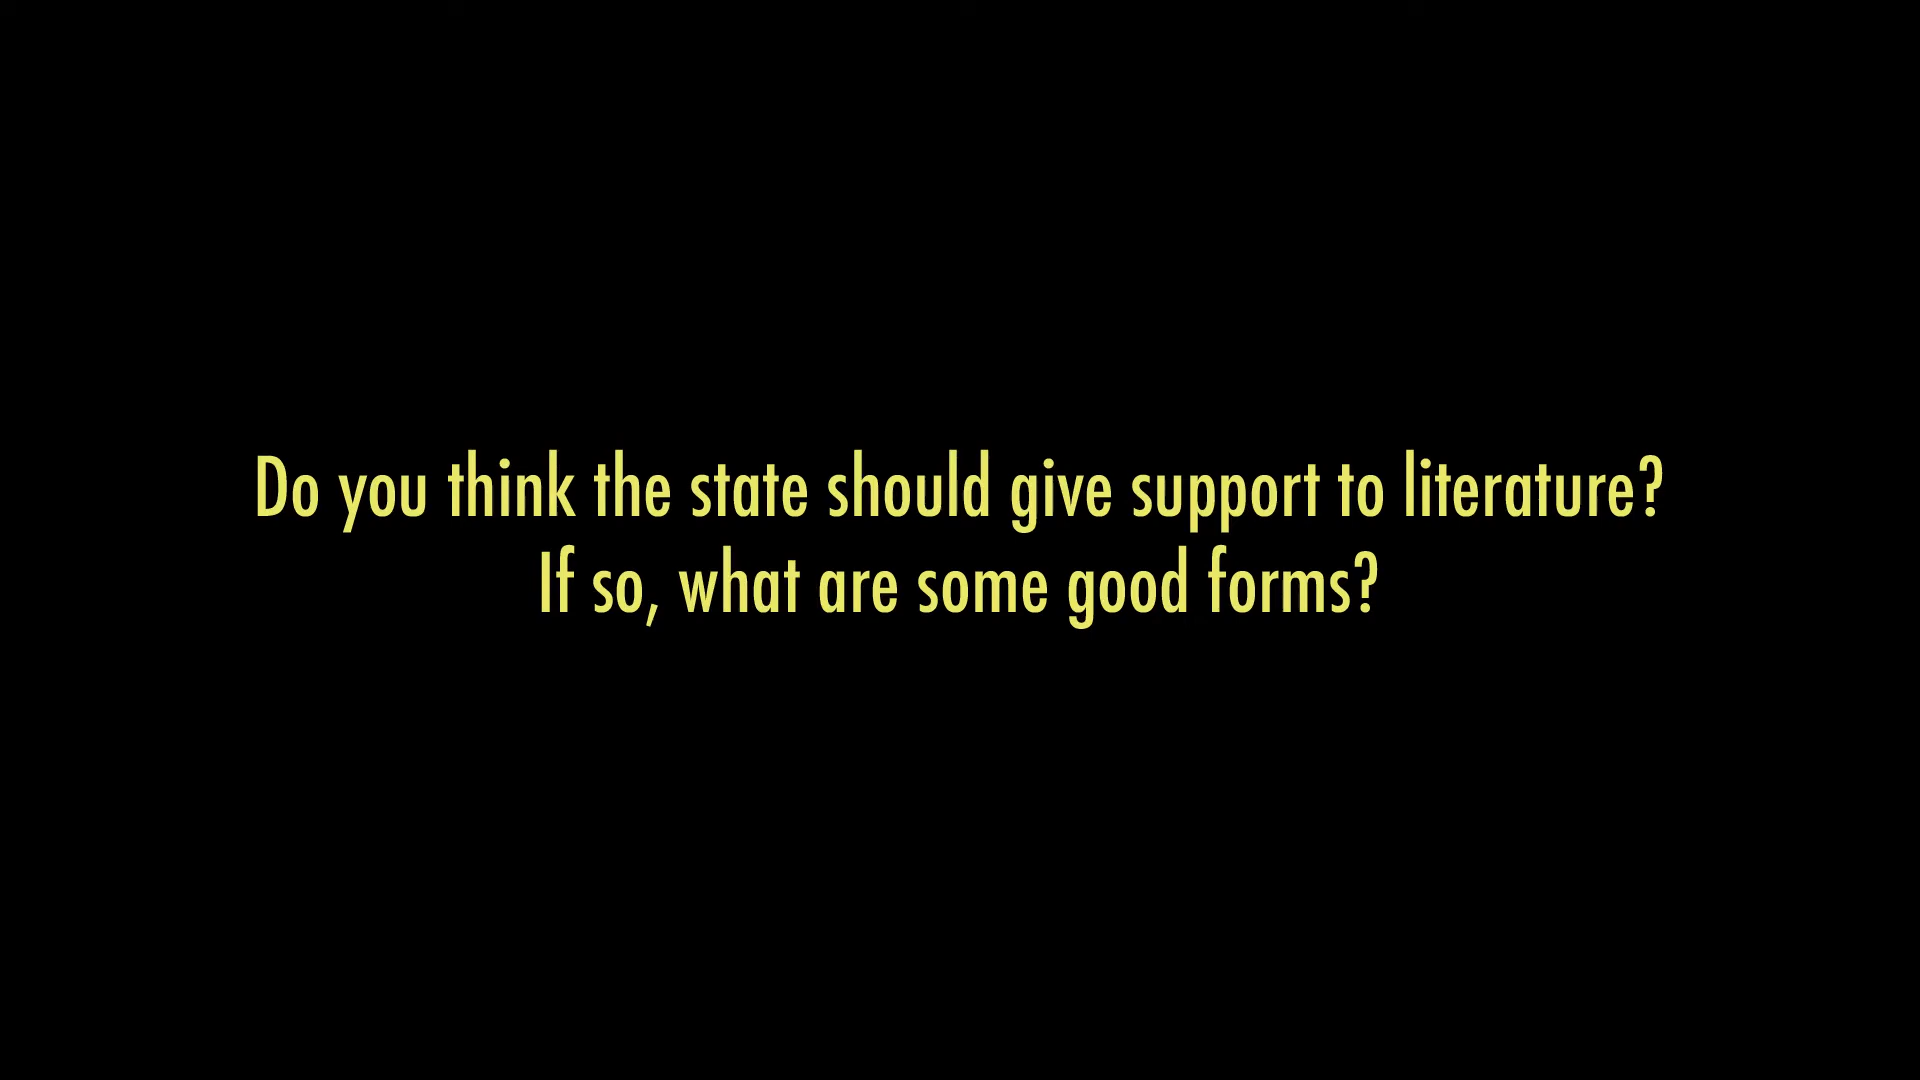 Do you think the state should give support to literature?
If so, what are some good forms?